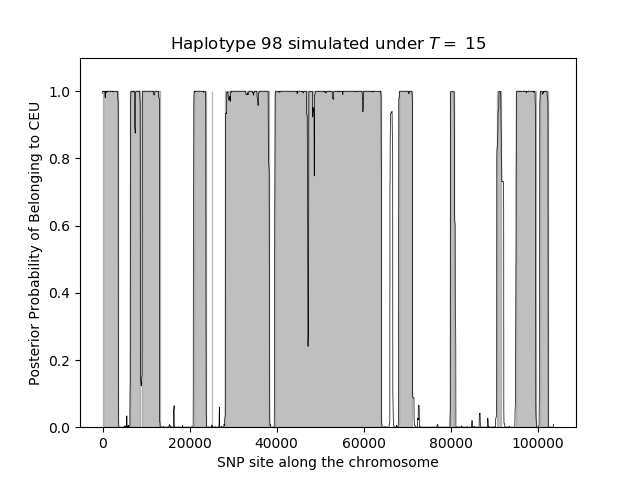 Haplotype 98 simulated under T = 15
Posterior Probability of Belonging to CEU
1.0
0.8
0.6
0.4
0.2
0.0
0 20000 40000 60000 80000 100000
SNP site along the chromosome